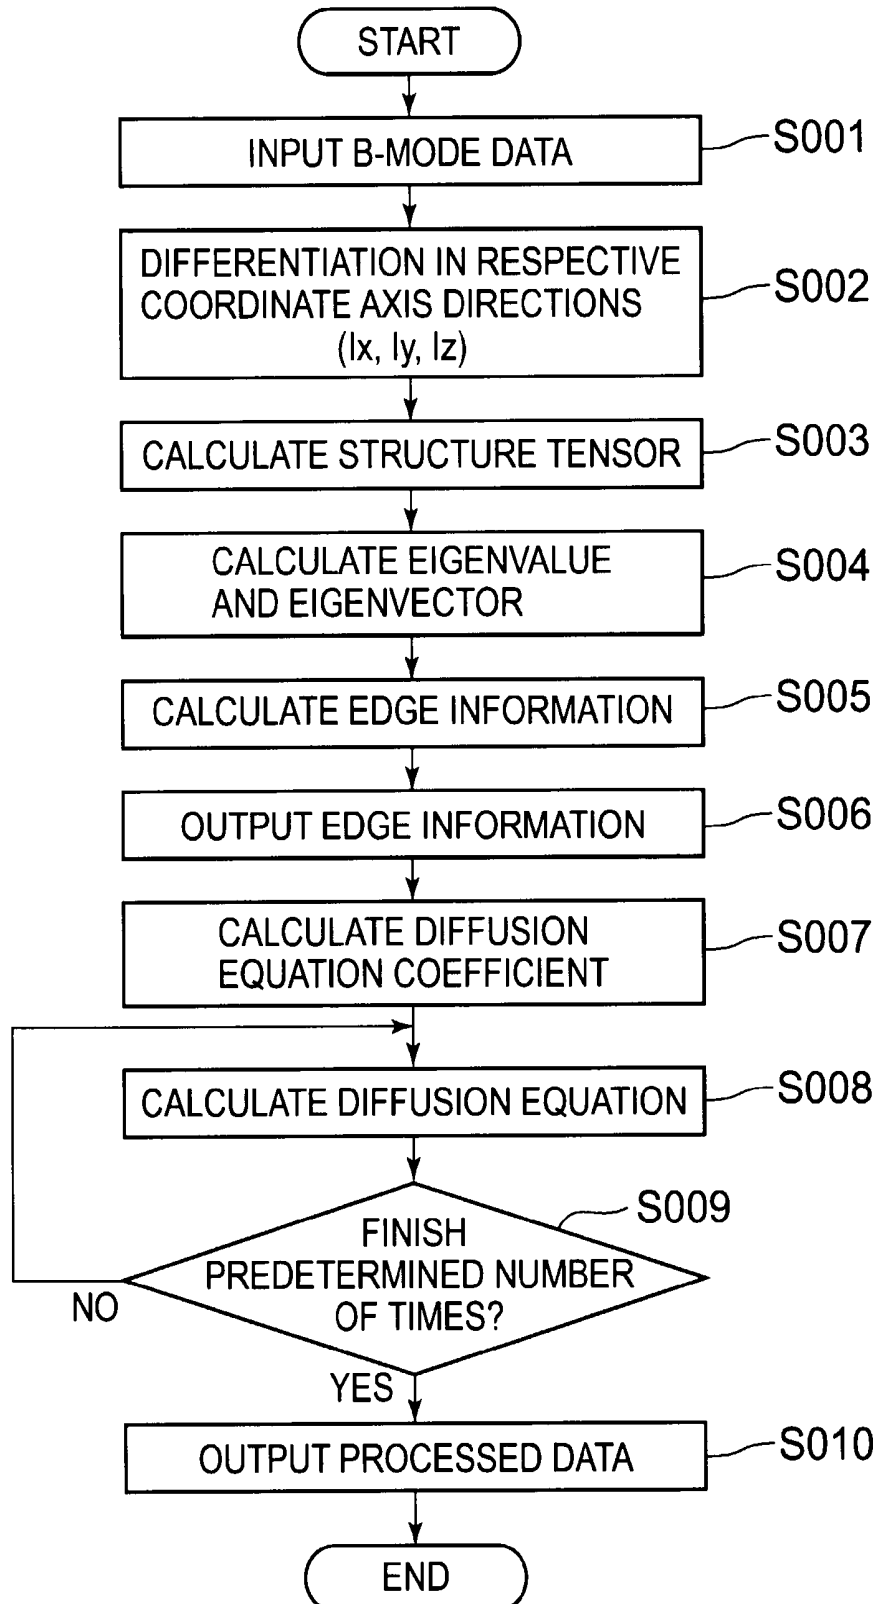 START
INPUT B-MODE DATA
S001
DIFFERENTIATION IN RESPECTIVE
COORDINATE AXIS DIRECTIONS
(Ix, Iy, Iz)
S002
CALCULATE STRUCTURE TENSOR
S003
CALCULATE EIGENVALUE
AND EIGENVECTOR
S004
CALCULATE EDGE INFORMATION
S005
OUTPUT EDGE INFORMATION
S006
CALCULATE DIFFUSION
EQUATION COEFFICIENT
S007
CALCULATE DIFFUSION EQUATION
S008
FINISH
PREDETERMINED NUMBER
OF TIMES?
S009
NO
YES
OUTPUT PROCESSED DATA
S010
END